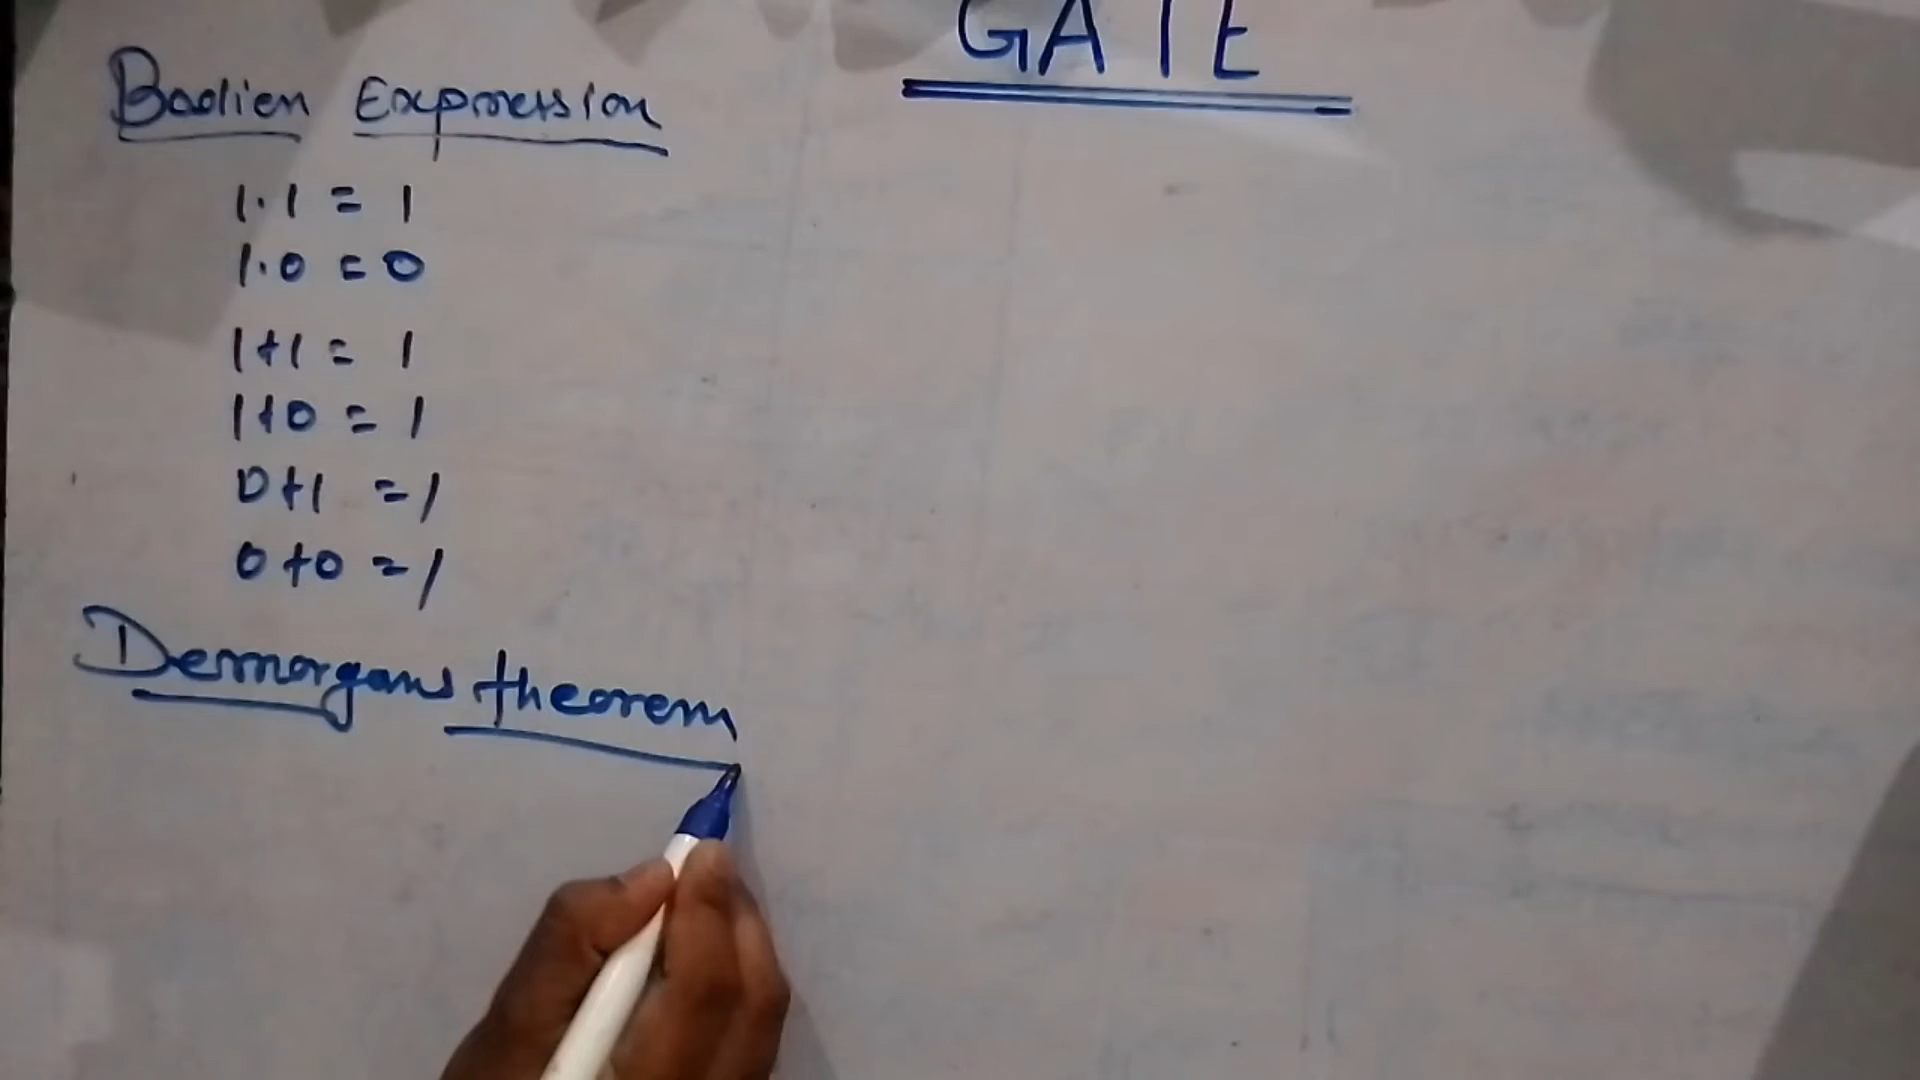 GATE
Boolien Expression
1.1 = 1
1.0 = 0
1+1 = 1
1+0 = 1
0+1 = 1
0+0 = 1
Demorgans theorem